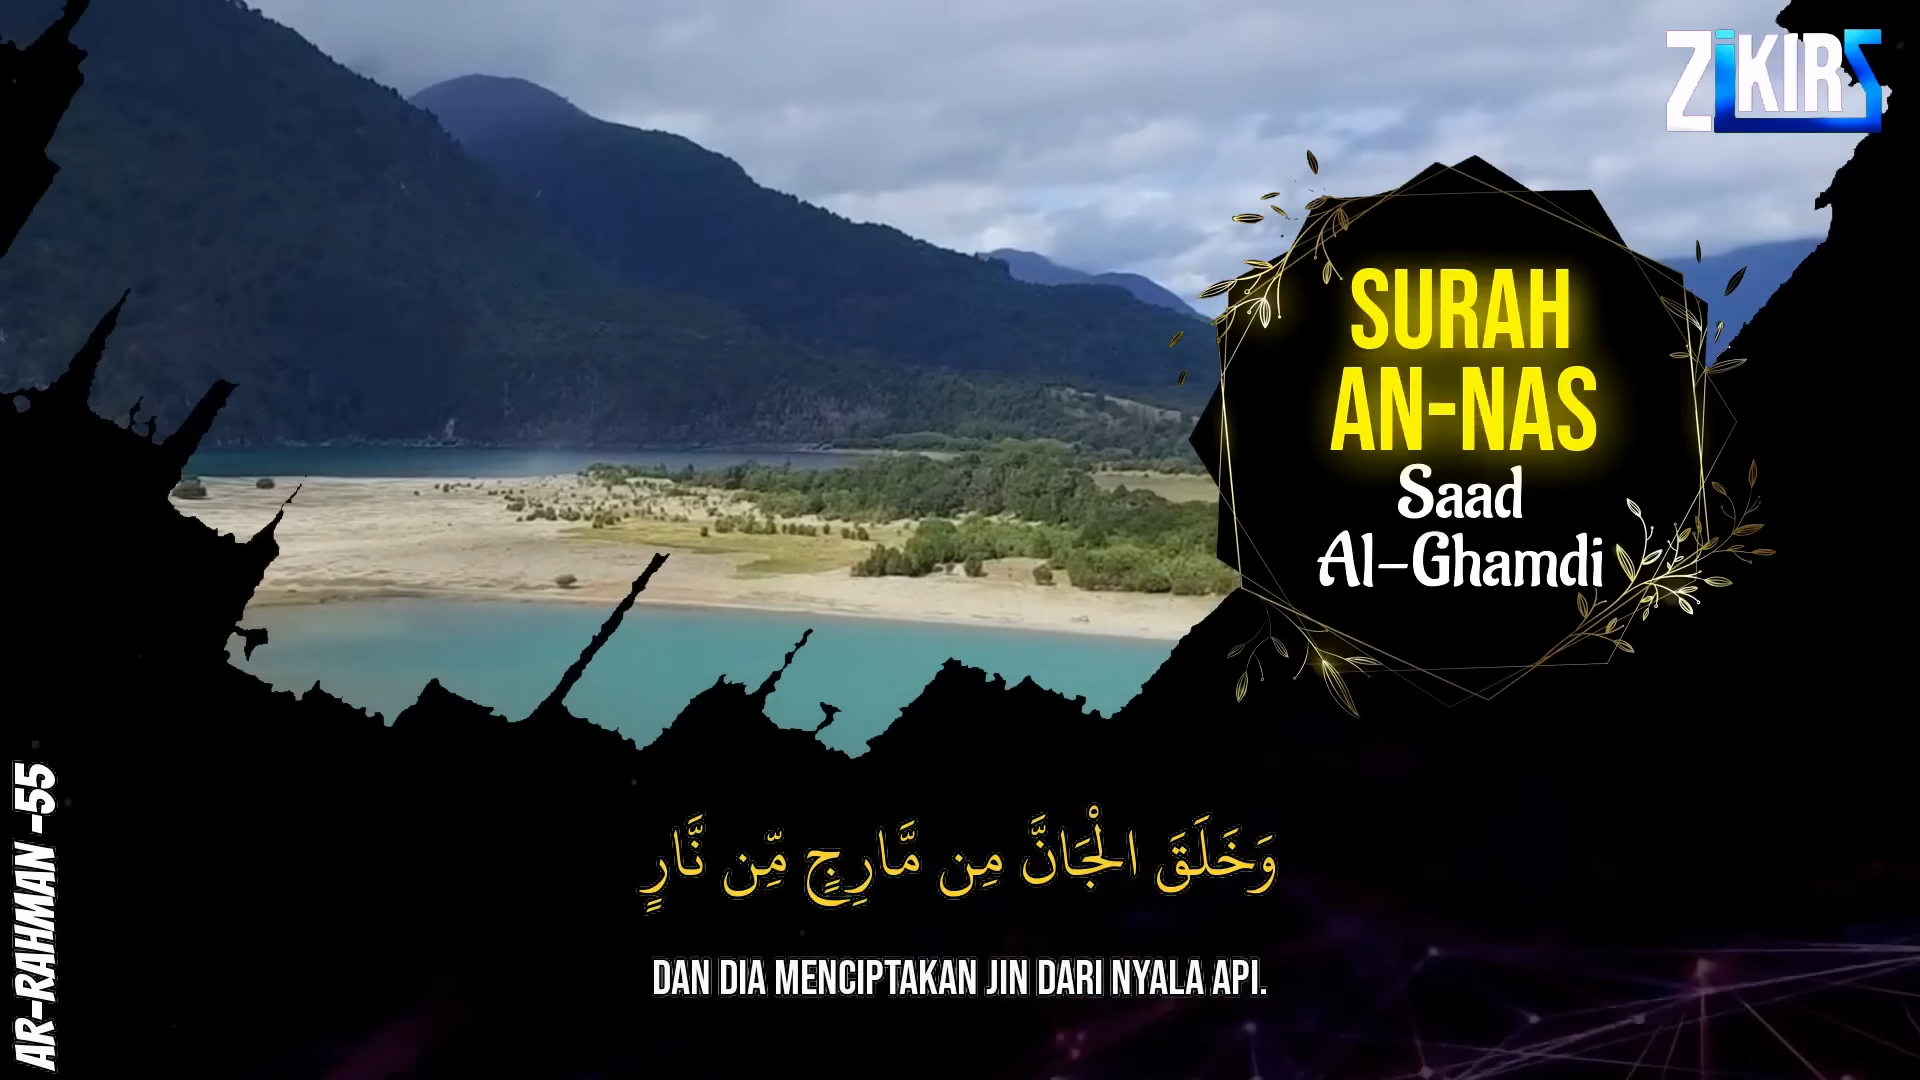 ZiKIRS
SURAH
AN-NAS
Saad
Al-Ghamdi
AR-RAHMAN -55
وَخَلَقَ الْجَانَّ مِن مَّارِجٍ مِّن نَّارٍ
DAN DIA MENCIPTAKAN JIN DARI NYALA API.